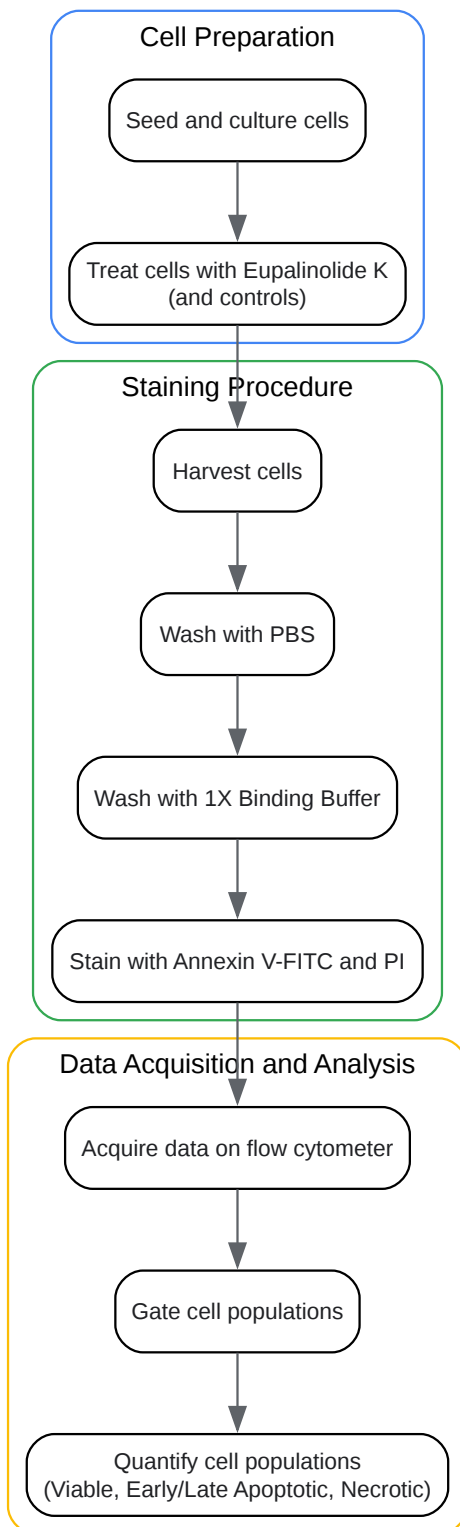 Cell Preparation
Seed and culture cells
Treat cells with Eupalinolide K
(and controls)
Staining Procedure
Harvest cells
Wash with PBS
Wash with 1X Binding Buffer
Stain with Annexin V-FITC and PI
Data Acquisition and Analysis
Acquire data on flow cytometer
Gate cell populations
Quantify cell populations
(Viable, Early/Late Apoptotic, Necrotic)